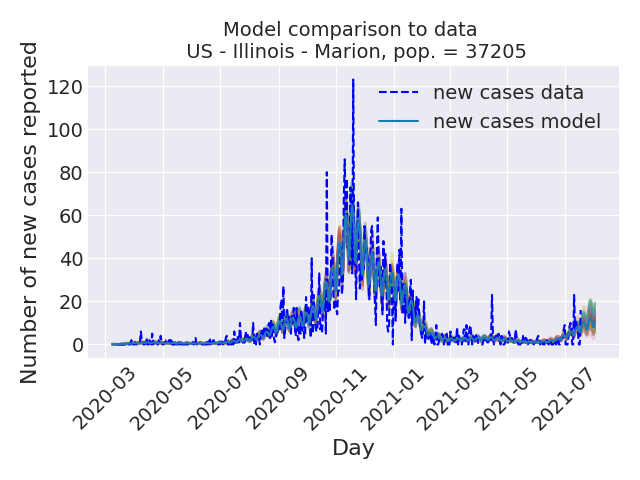 Model comparison to data
US - Illinois - Marion, pop. = 37205
new cases data
new cases model
Number of new cases reported
120
100
80
60
40
20
0
2020-03
2020-05
2020-07
2020-09
2020-11
2021-01
2021-03
2021-05
2021-07
Day